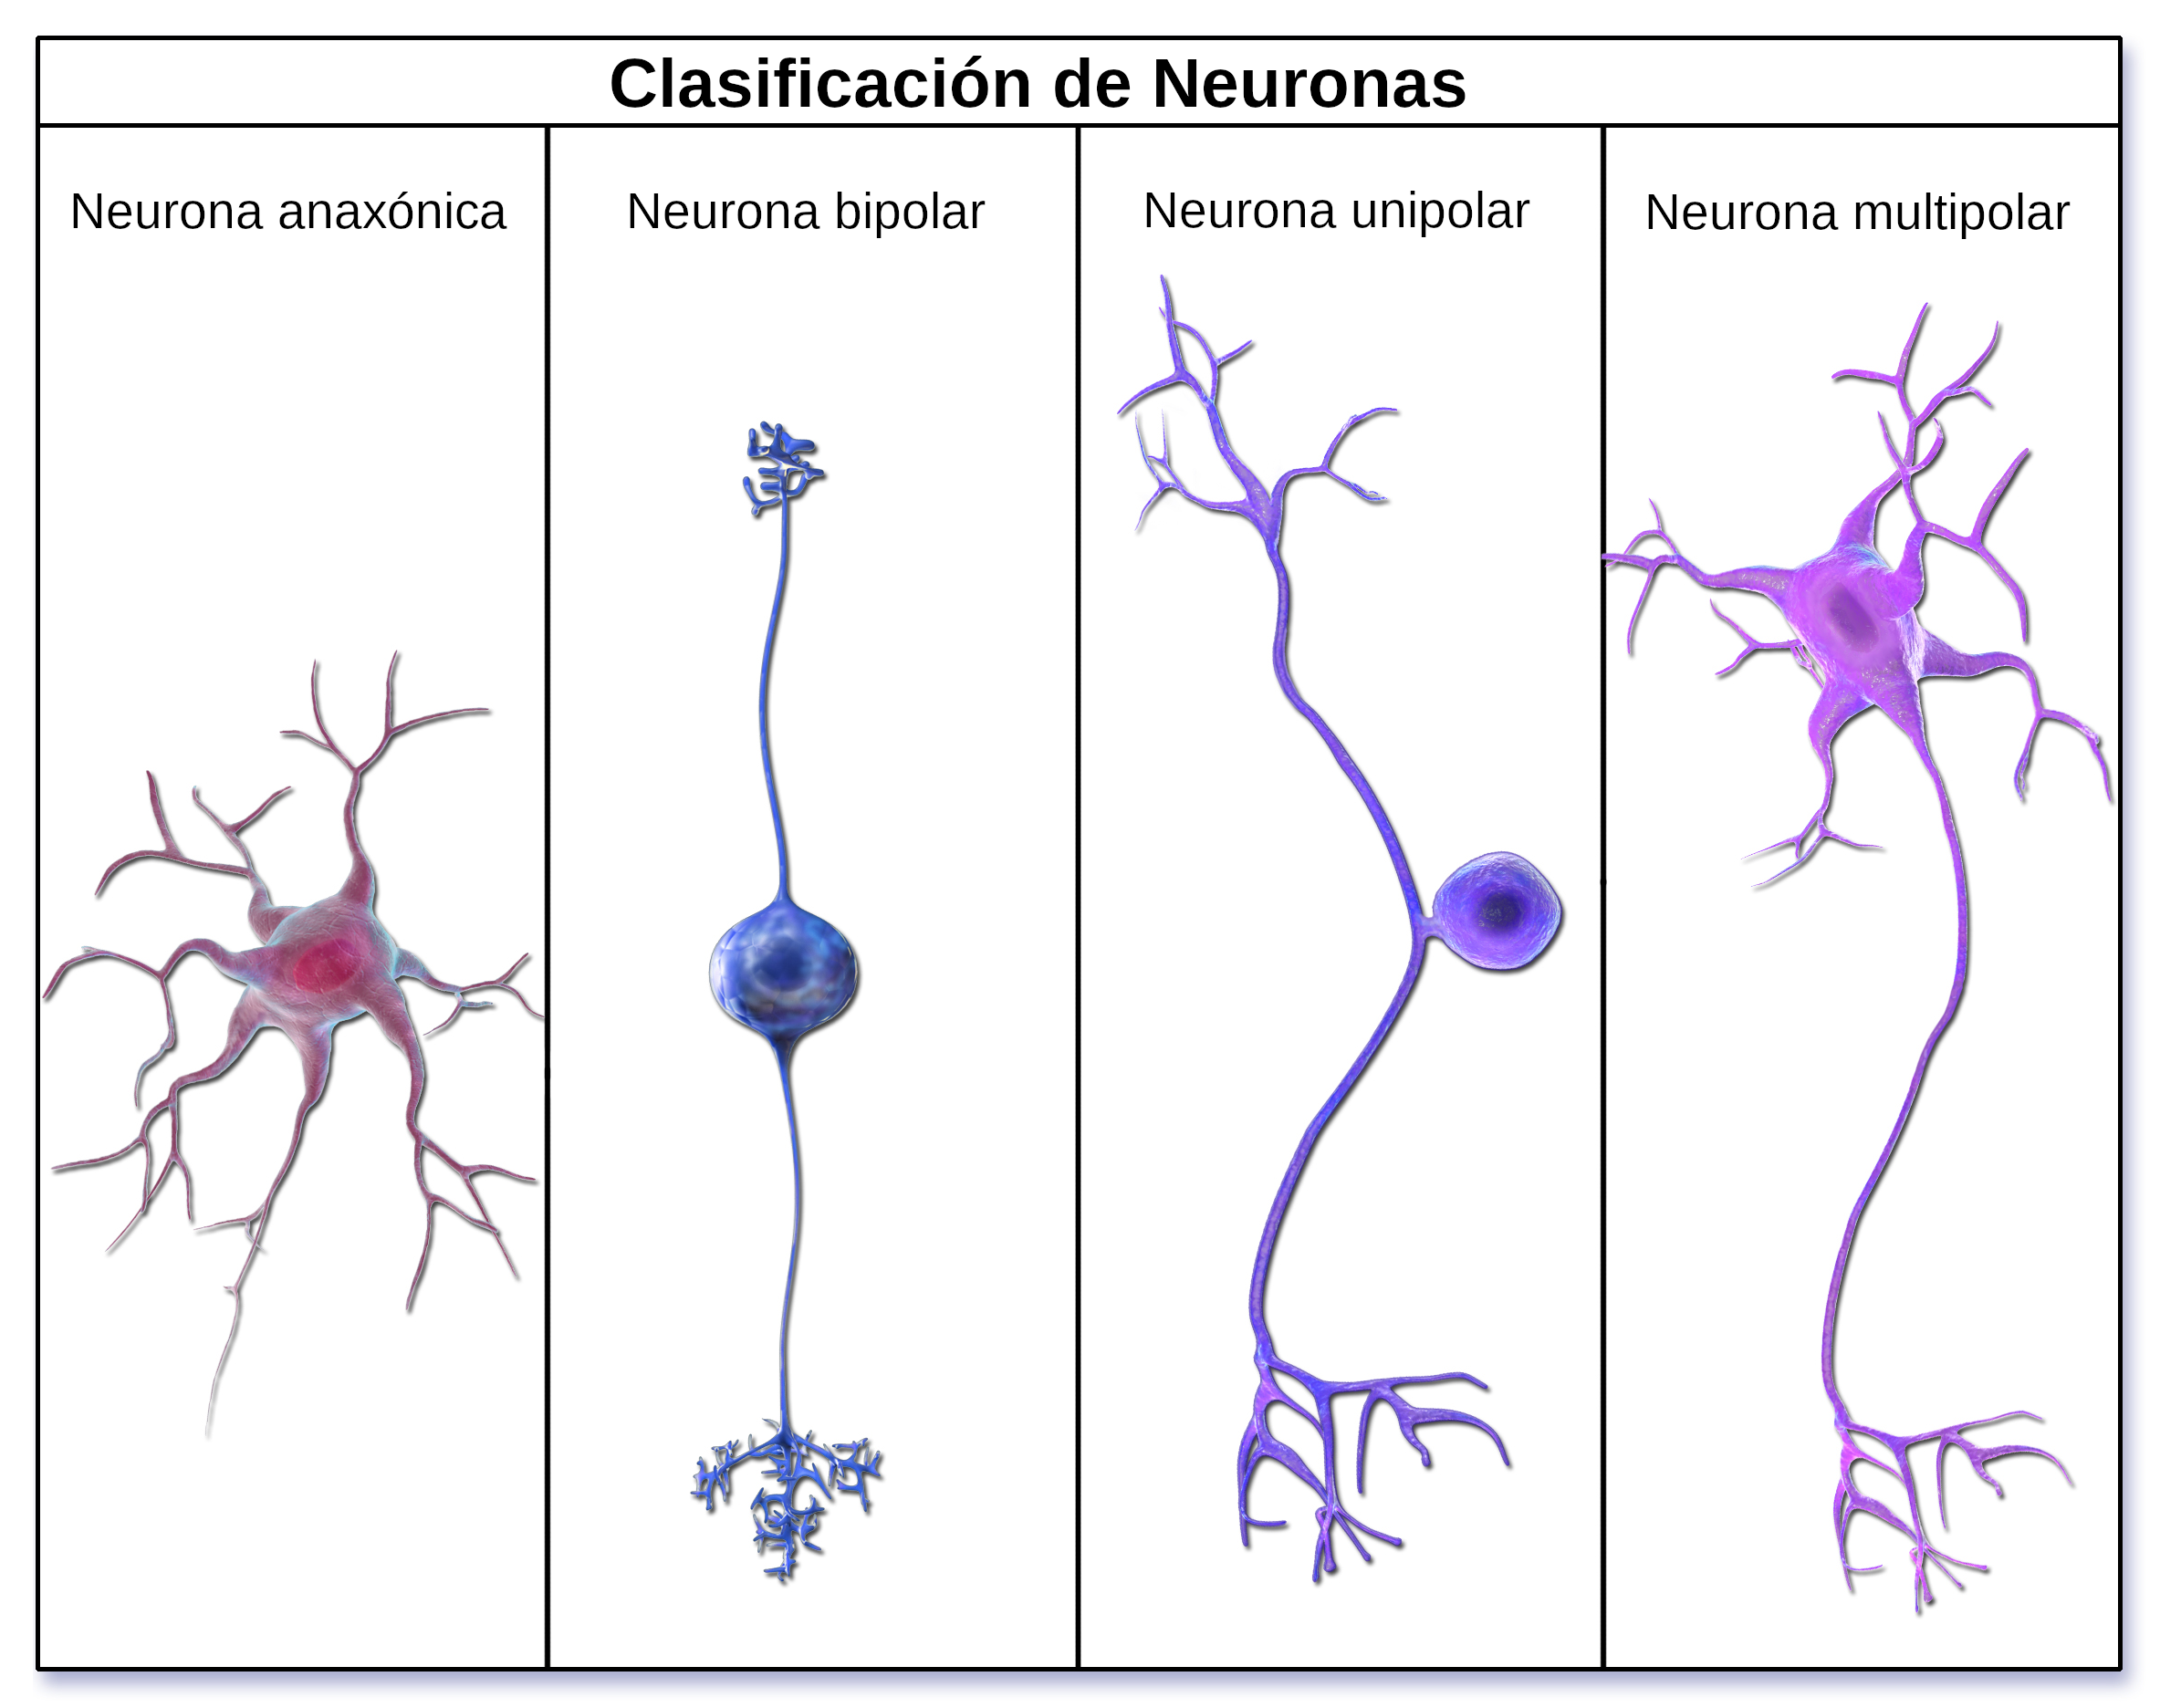 Clasificación de Neuronas
Neurona anaxónica
Neurona bipolar
Neurona unipolar
Neurona multipolar